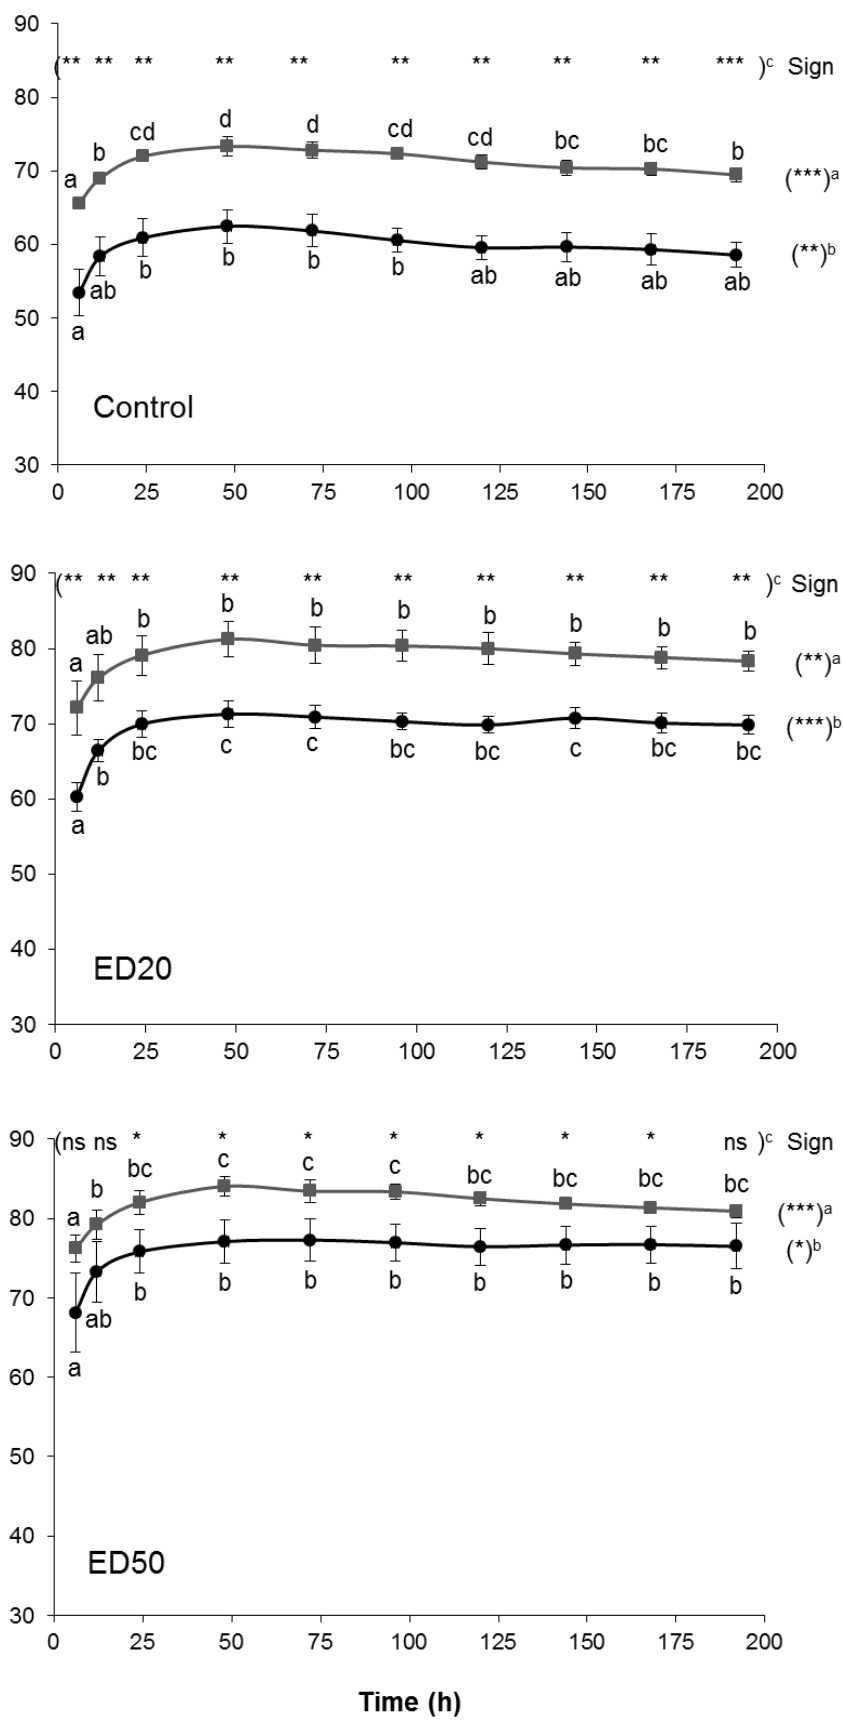 90
(** ** ** ** ** ** ** ** ** *** )ᶜ Sign
80
a b cd d d cd cd bc bc b
70
(***)ᵃ
60
(**)ᵇ
a ab b b b b ab ab ab ab
50
40
Control
30
0 25 50 75 100 125 150 175 200
90
(** ** ** ** ** ** ** ** ** ** )ᶜ Sign
a ab b b b b b b b b
80
(**)ᵃ
70
(***)ᵇ
a b bc c c bc bc c bc bc
60
50
40
ED20
30
0 25 50 75 100 125 150 175 200
90
(ns ns * * * * * * * ns )ᶜ Sign
a b bc c c c bc bc bc bc
80
(***)ᵃ
(*)ᵇ
70
a ab b b b b b b b b
60
50
40
ED50
30
0 25 50 75 100 125 150 175 200
Time (h)